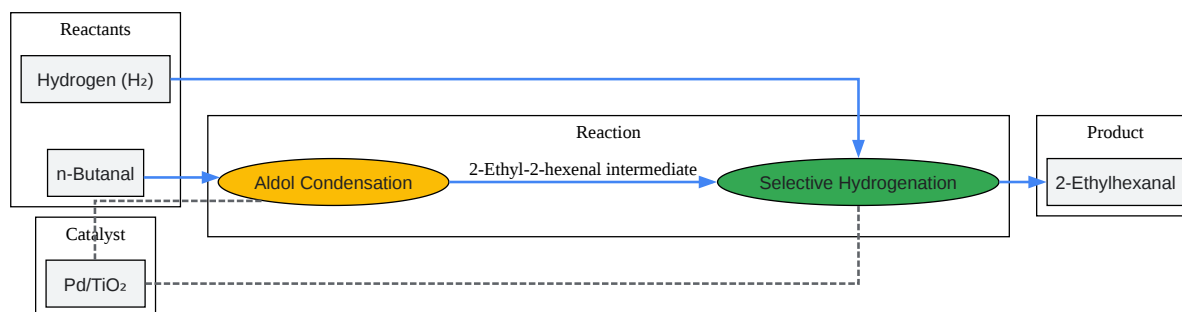 Reactants
Hydrogen (H₂)
n-Butanal
Reaction
Aldol Condensation
2-Ethyl-2-hexenal intermediate
Selective Hydrogenation
Product
2-Ethylhexanal
Catalyst
Pd/TiO₂